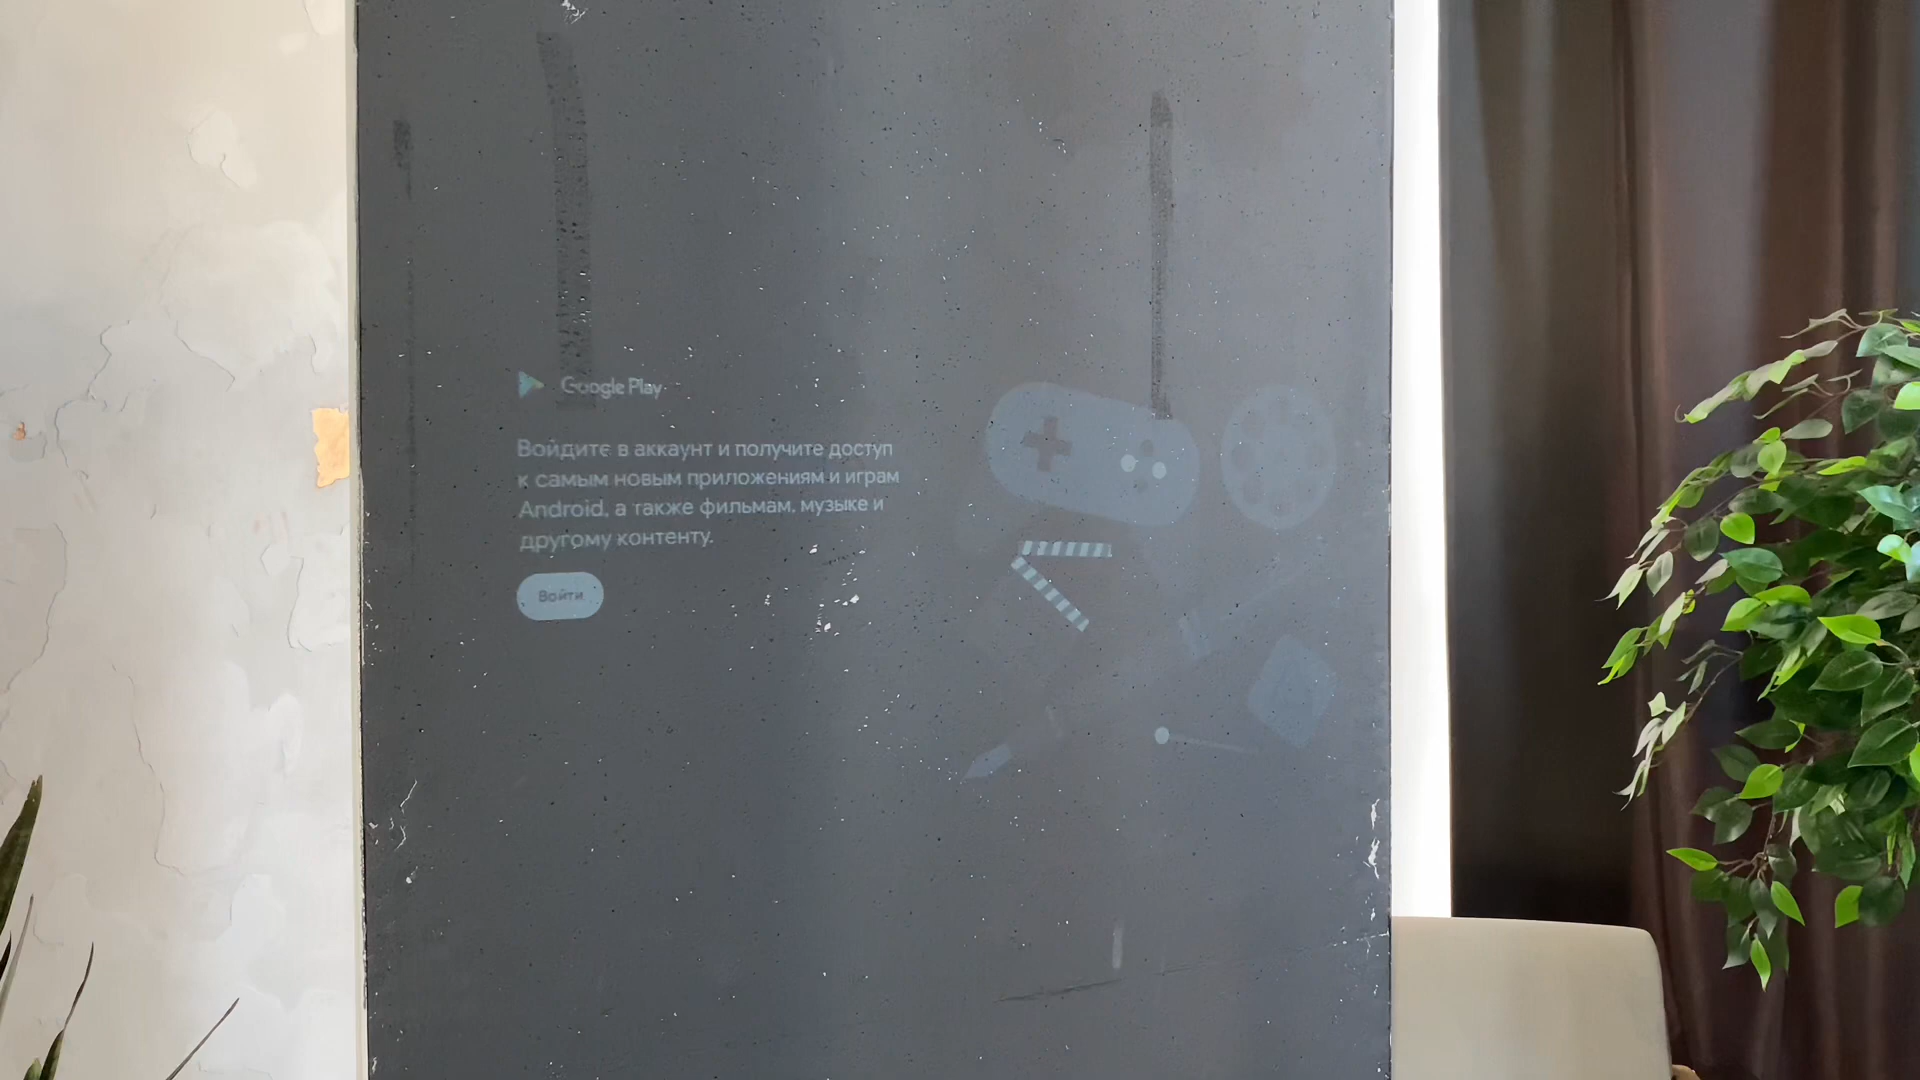 Google Play
Войдите в аккаунт и получите доступ
к самым новым приложениям и играм
Android, а также фильмам, музыке и
другому контенту.
Войти